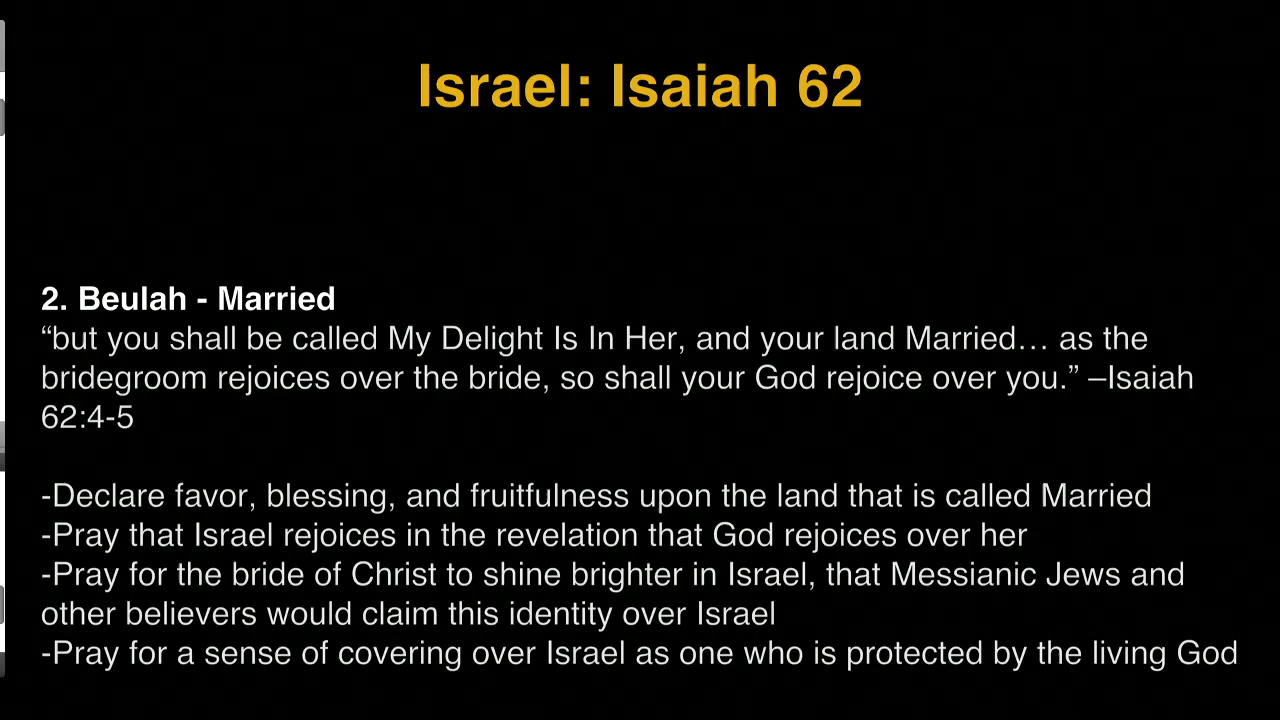 Israel: Isaiah 62
2. Beulah - Married
“but you shall be called My Delight Is In Her, and your land Married… as the
bridegroom rejoices over the bride, so shall your God rejoice over you.” –Isaiah
62:4-5
-Declare favor, blessing, and fruitfulness upon the land that is called Married
-Pray that Israel rejoices in the revelation that God rejoices over her
-Pray for the bride of Christ to shine brighter in Israel, that Messianic Jews and
other believers would claim this identity over Israel
-Pray for a sense of covering over Israel as one who is protected by the living God